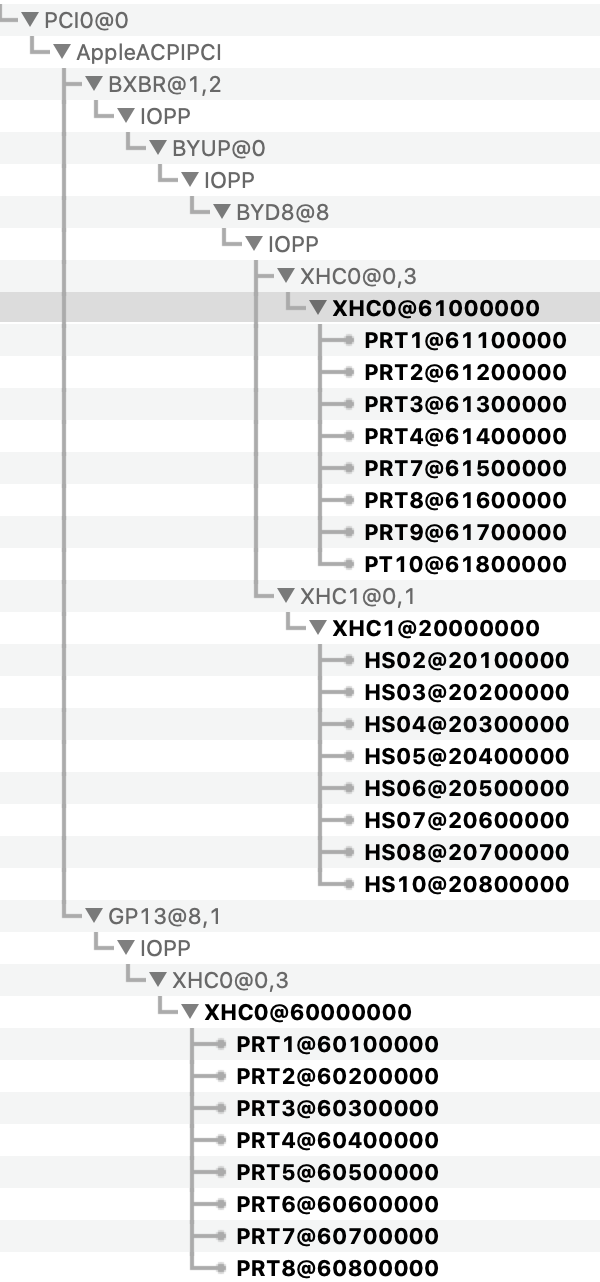 PCI0@0
AppleACPIPCI
BXBR@1,2
IOPP
BYUP@0
IOPP
BYD8@8
IOPP
XHC0@0,3
XHC0@61000000
PRT1@61100000
PRT2@61200000
PRT3@61300000
PRT4@61400000
PRT7@61500000
PRT8@61600000
PRT9@61700000
PT10@61800000
XHC1@0,1
XHC1@20000000
HS02@20100000
HS03@20200000
HS04@20300000
HS05@20400000
HS06@20500000
HS07@20600000
HS08@20700000
HS10@20800000
GP13@8,1
IOPP
XHC0@0,3
XHC0@60000000
PRT1@60100000
PRT2@60200000
PRT3@60300000
PRT4@60400000
PRT5@60500000
PRT6@60600000
PRT7@60700000
PRT8@60800000